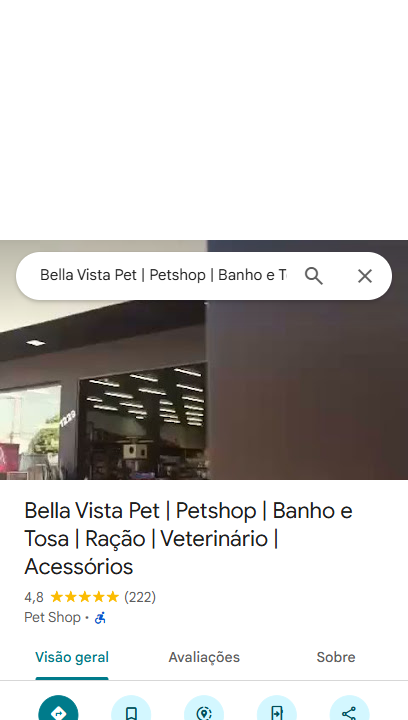 Bella Vista Pet | Petshop | Banho e T
1229
Bella Vista Pet | Petshop | Banho e
Tosa | Ração | Veterinário |
Acessórios
4,8 ★★★★★ (222)
Pet Shop ·
Visão geral Avaliações Sobre